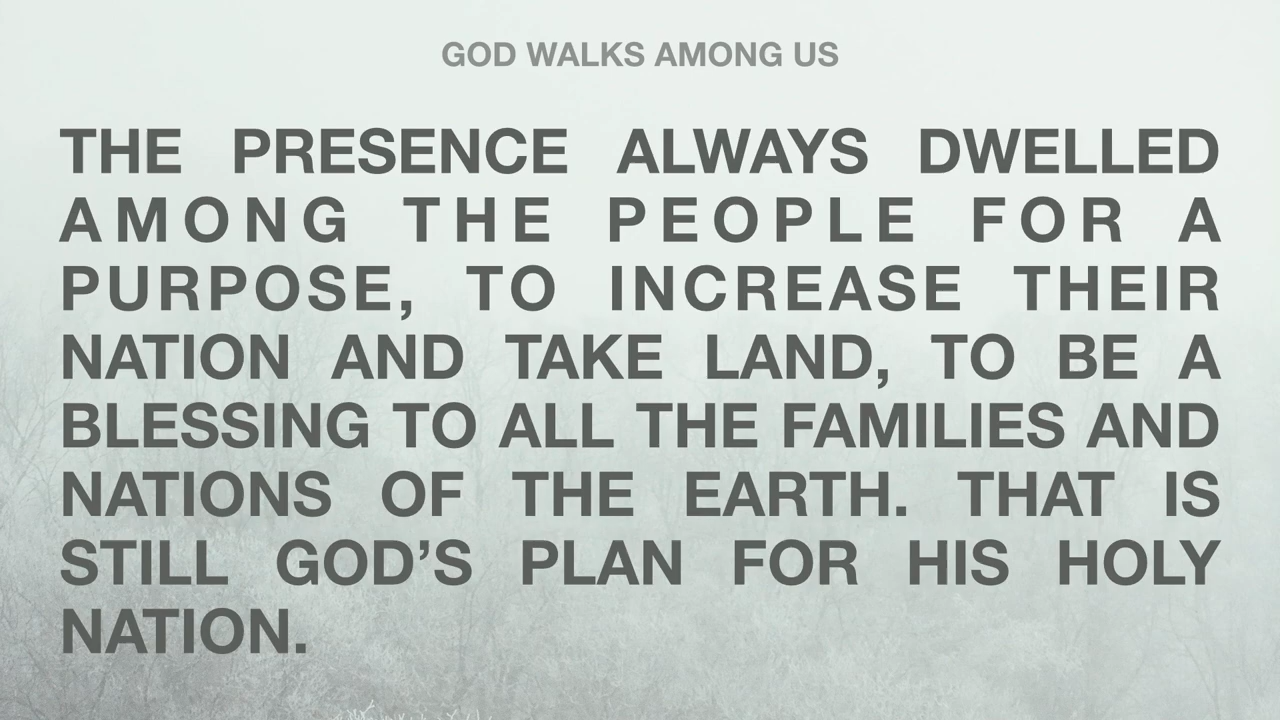 GOD WALKS AMONG US
THE PRESENCE ALWAYS DWELLED
AMONG THE PEOPLE FOR A
PURPOSE, TO INCREASE THEIR
NATION AND TAKE LAND, TO BE A
BLESSING TO ALL THE FAMILIES AND
NATIONS OF THE EARTH. THAT IS
STILL GOD’S PLAN FOR HIS HOLY
NATION.